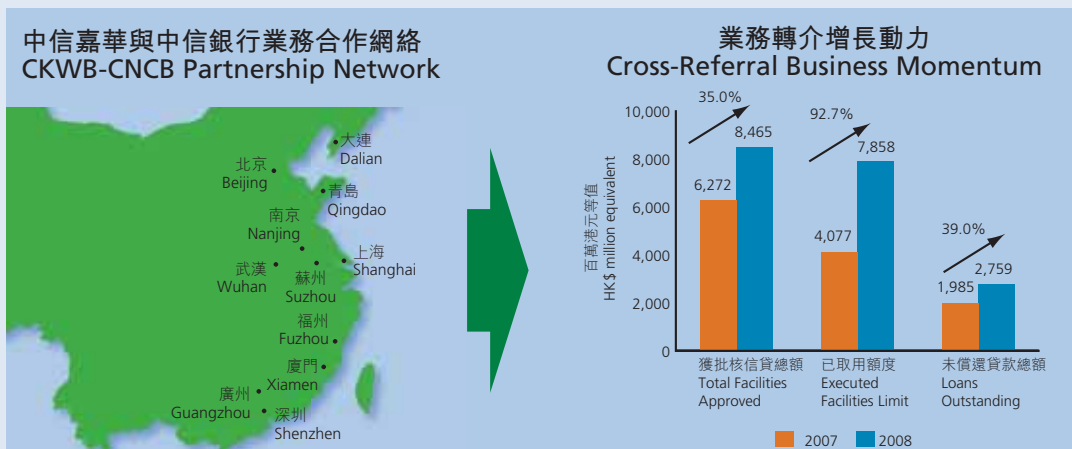 中信嘉華與中信銀行業務合作網絡
CKWB-CNCB Partnership Network
大連
Dalian
北京
Beijing
青島
Qingdao
南京
Nanjing
上海
Shanghai
武漢
Wuhan
蘇州
Suzhou
福州
Fuzhou
廈門
Xiamen
廣州
Guangzhou
深圳
Shenzhen
業務轉介增長動力
Cross-Referral Business Momentum
百萬港元等值
HK$ million equivalent
10,000
8,000
6,000
4,000
2,000
0
35.0%
6,272
8,465
92.7%
4,077
7,858
39.0%
1,985
2,759
獲批核信貸總額
Total Facilities
Approved
已取用額度
Executed
Facilities Limit
未償還貸款總額
Loans
Outstanding
2007
2008